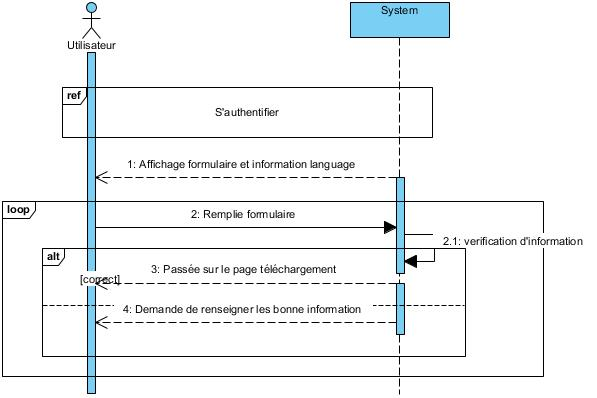 System
Utilisateur
ref
S'authentifier
1: Affichage formulaire et information language
loop
2: Remplie formulaire
2.1: verification d'information
alt
3: Passée sur le page téléchargement
[correct]
4: Demande de renseigner les bonne information